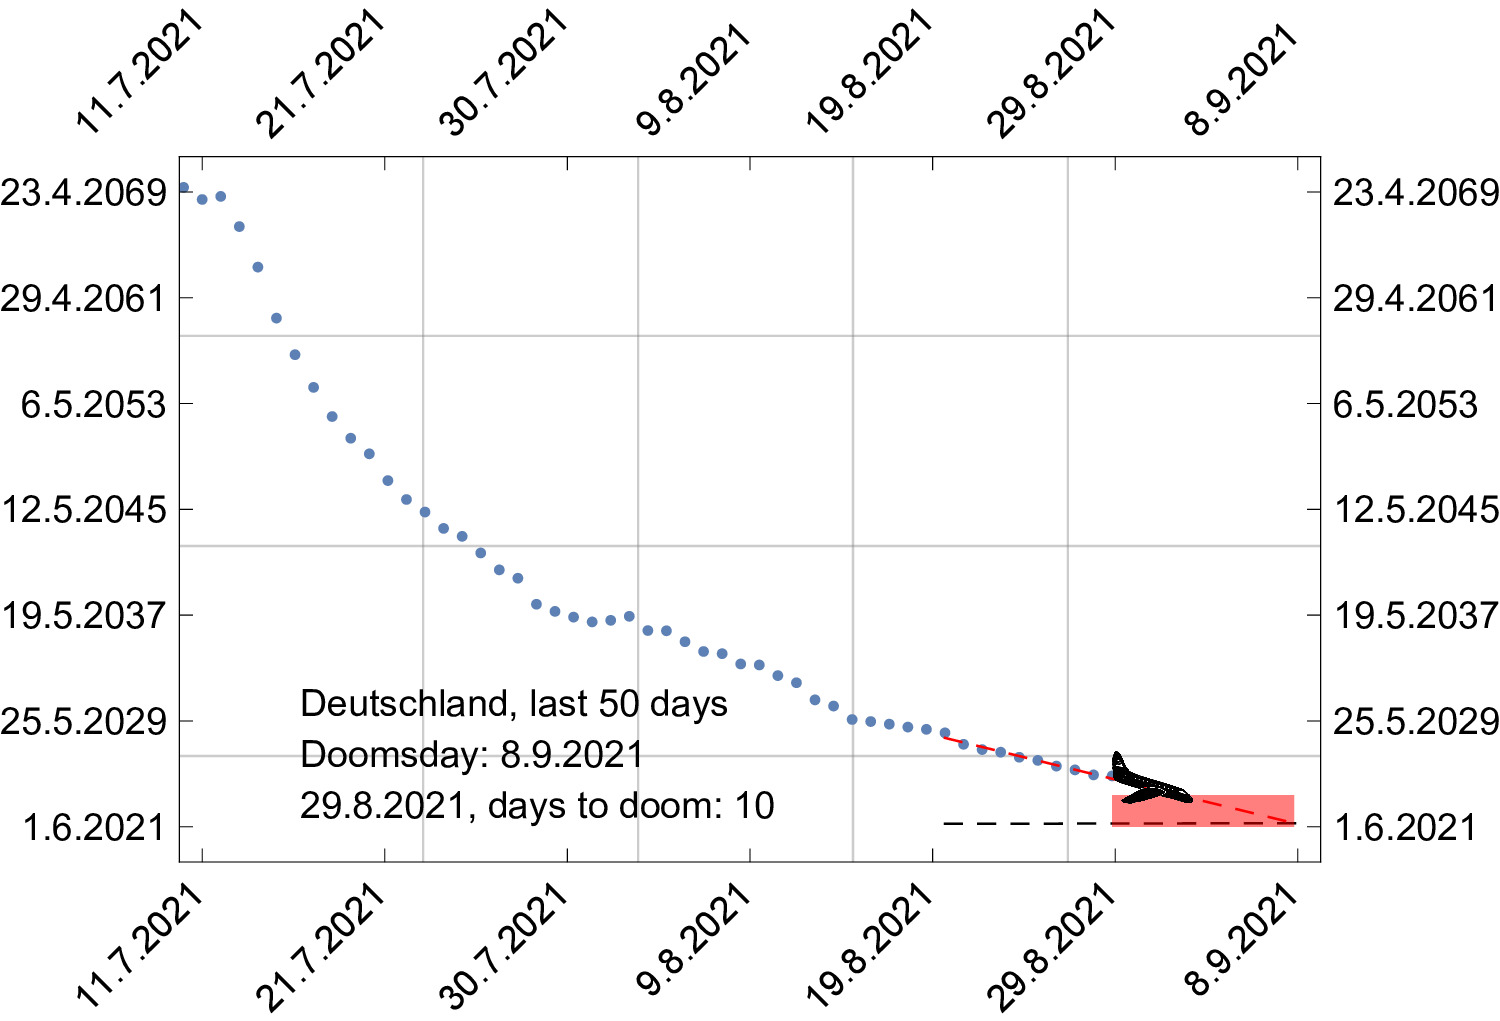 11.7.2021 21.7.2021 30.7.2021 9.8.2021 19.8.2021 29.8.2021 8.9.2021
23.4.2069 23.4.2069
29.4.2061 29.4.2061
6.5.2053 6.5.2053
12.5.2045 12.5.2045
19.5.2037 19.5.2037
Deutschland, last 50 days
25.5.2029 25.5.2029
Doomsday: 8.9.2021
29.8.2021, days to doom: 10
1.6.2021 1.6.2021
11.7.2021 21.7.2021 30.7.2021 9.8.2021 19.8.2021 29.8.2021 8.9.2021